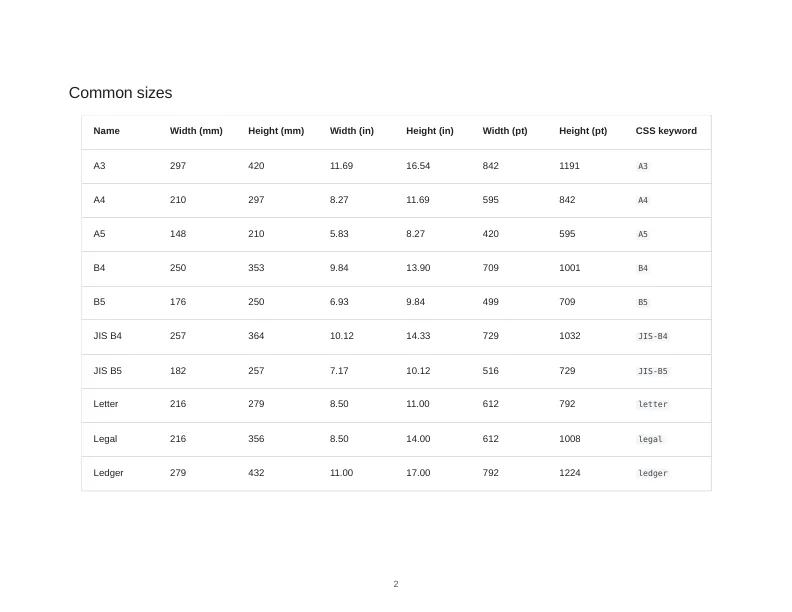 Common sizes
Name Width (mm) Height (mm) Width (in) Height (in) Width (pt) Height (pt) CSS keyword
A3 297 420 11.69 16.54 842 1191 A3
A4 210 297 8.27 11.69 595 842 A4
A5 148 210 5.83 8.27 420 595 A5
B4 250 353 9.84 13.90 709 1001 B4
B5 176 250 6.93 9.84 499 709 B5
JIS B4 257 364 10.12 14.33 729 1032 JIS-B4
JIS B5 182 257 7.17 10.12 516 729 JIS-B5
Letter 216 279 8.50 11.00 612 792 letter
Legal 216 356 8.50 14.00 612 1008 legal
Ledger 279 432 11.00 17.00 792 1224 ledger
2